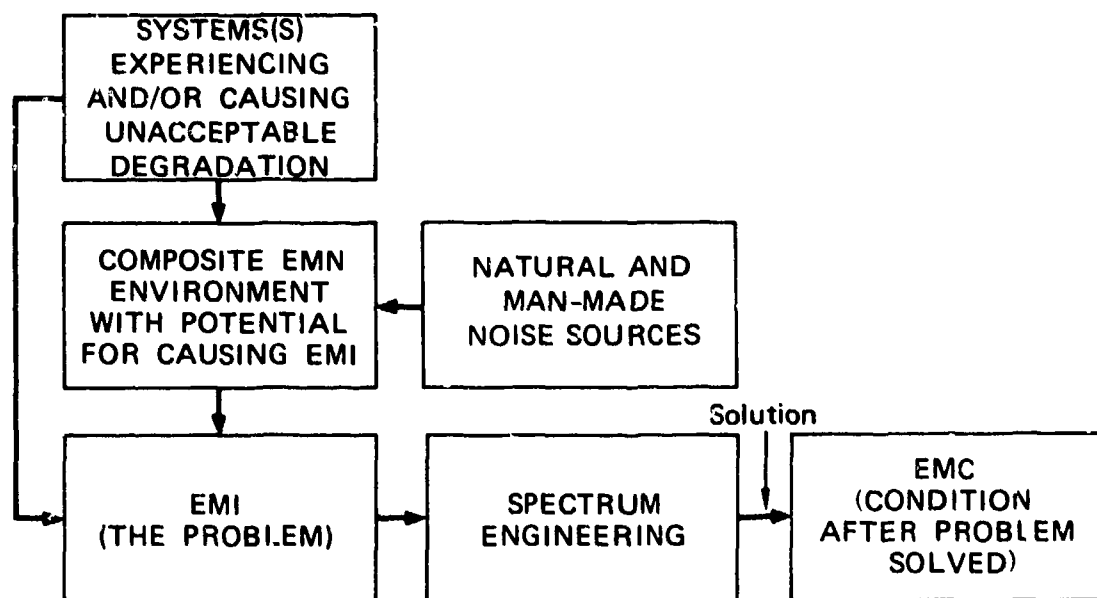 SYSTEMS(S)
EXPERIENCING
AND/OR CAUSING
UNACCEPTABLE
DEGRADATION
COMPOSITE EMN
ENVIRONMENT
WITH POTENTIAL
FOR CAUSING EMI
NATURAL AND
MAN-MADE
NOISE SOURCES
EMI
(THE PROBLEM)
SPECTRUM
ENGINEERING
Solution
EMC
(CONDITION
AFTER PROBLEM
SOLVED)